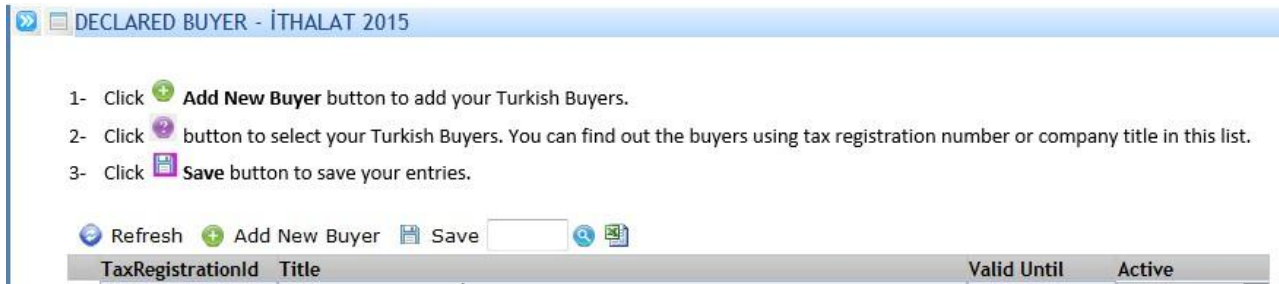 DECLARED BUYER - İTHALAT 2015
1- Click Add New Buyer button to add your Turkish Buyers.
2- Click ? button to select your Turkish Buyers. You can find out the buyers using tax registration number or company title in this list.
3- Click Save button to save your entries.
Refresh Add New Buyer Save
TaxRegistrationId Title Valid Until Active